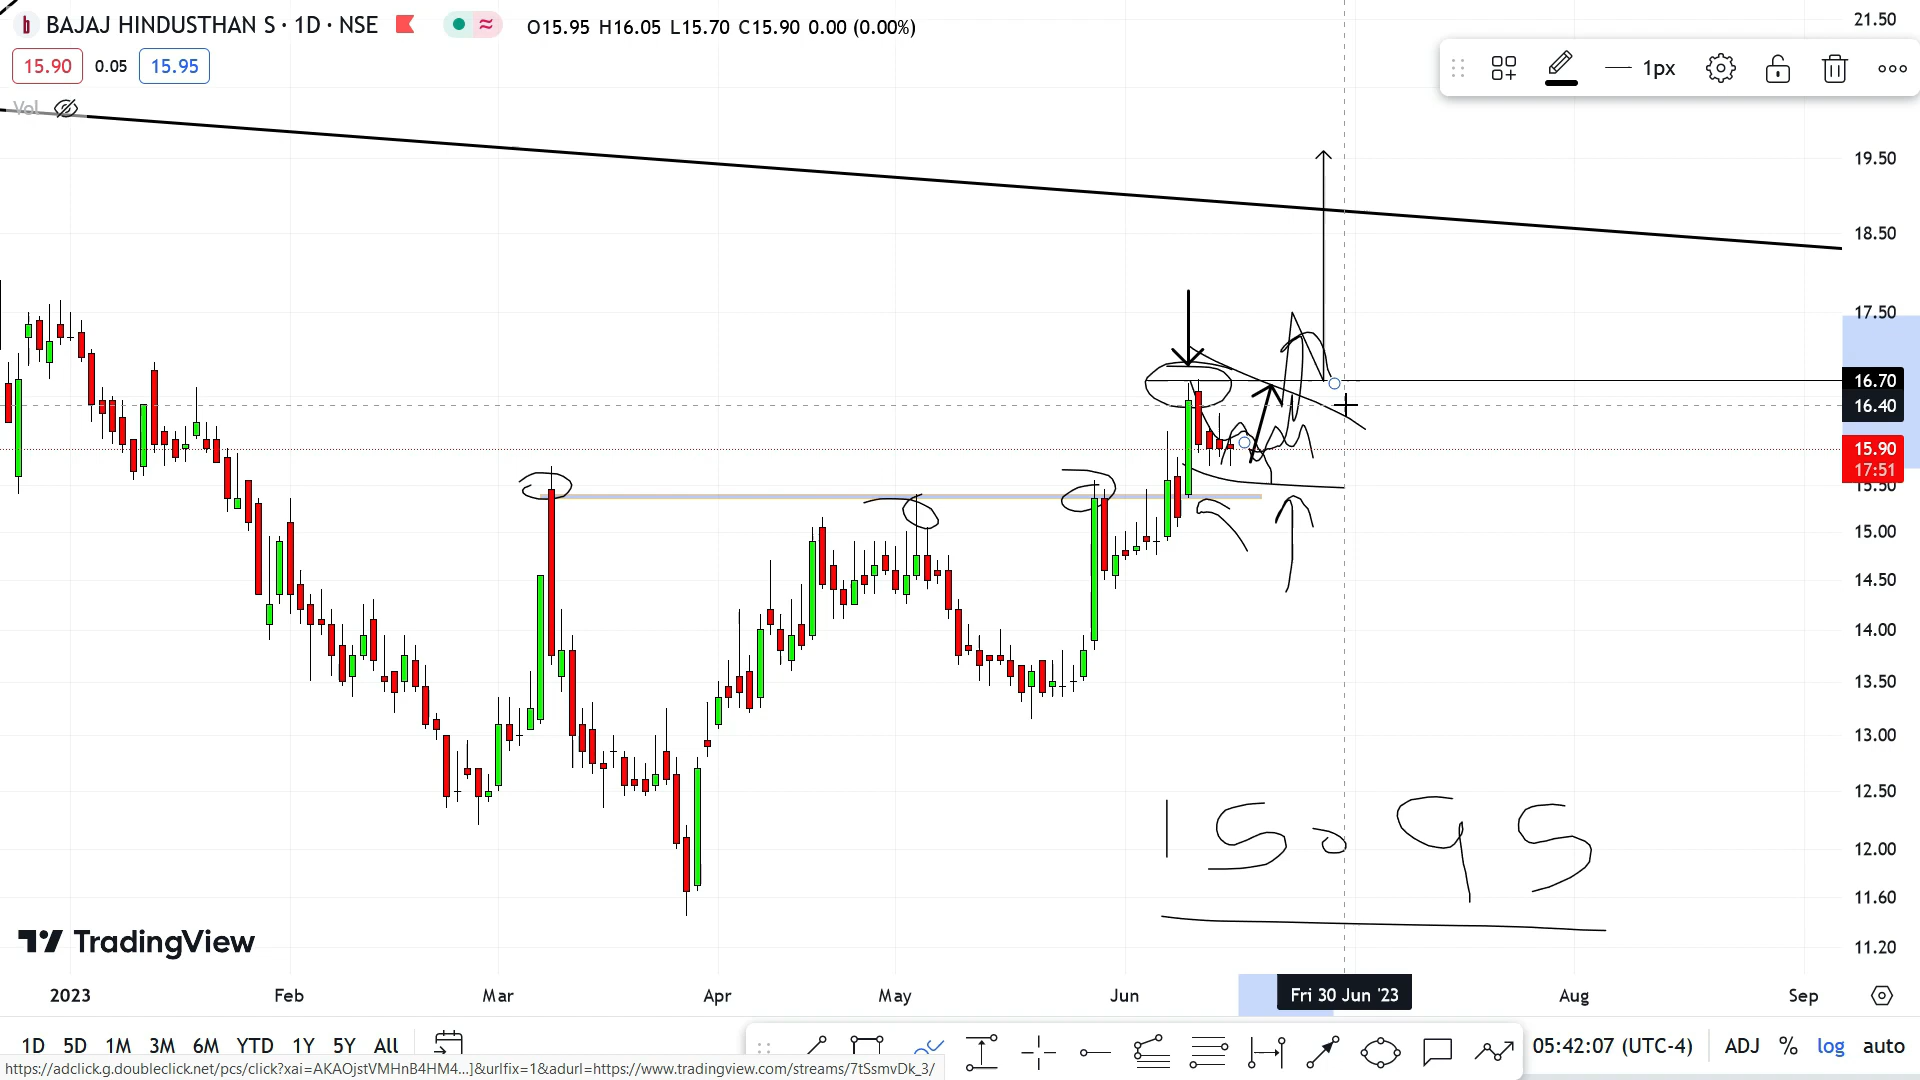 BAJAJ HINDUSTHAN S · 1D · NSE
O15.95 H16.05 L15.70 C15.90 0.00 (0.00%)
15.90 0.05 15.95
Vol
1px
21.50
19.50
18.50
17.50
16.70
16.40
15.90
17:51
15.50
15.00
14.50
14.00
13.50
13.00
12.50
12.00
11.60
11.20
15.95
TradingView
2023 Feb Mar Apr May Jun Fri 30 Jun '23 Aug Sep
1D 5D 1M 3M 6M YTD 1Y 5Y All
05:42:07 (UTC-4) ADJ % log auto
https://adclick.g.doubleclick.net/pcs/click?xai=AKAOjstVMHnB4HM4...]&urlfix=1&adurl=https://www.tradingview.com/streams/7tSsmvDk_3/